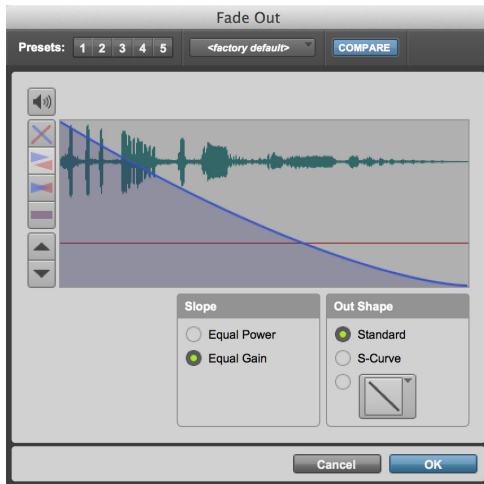 Fade Out
Presets: 1 2 3 4 5 <factory default> COMPARE
Slope
Equal Power
Equal Gain
Out Shape
Standard
S-Curve
Cancel OK